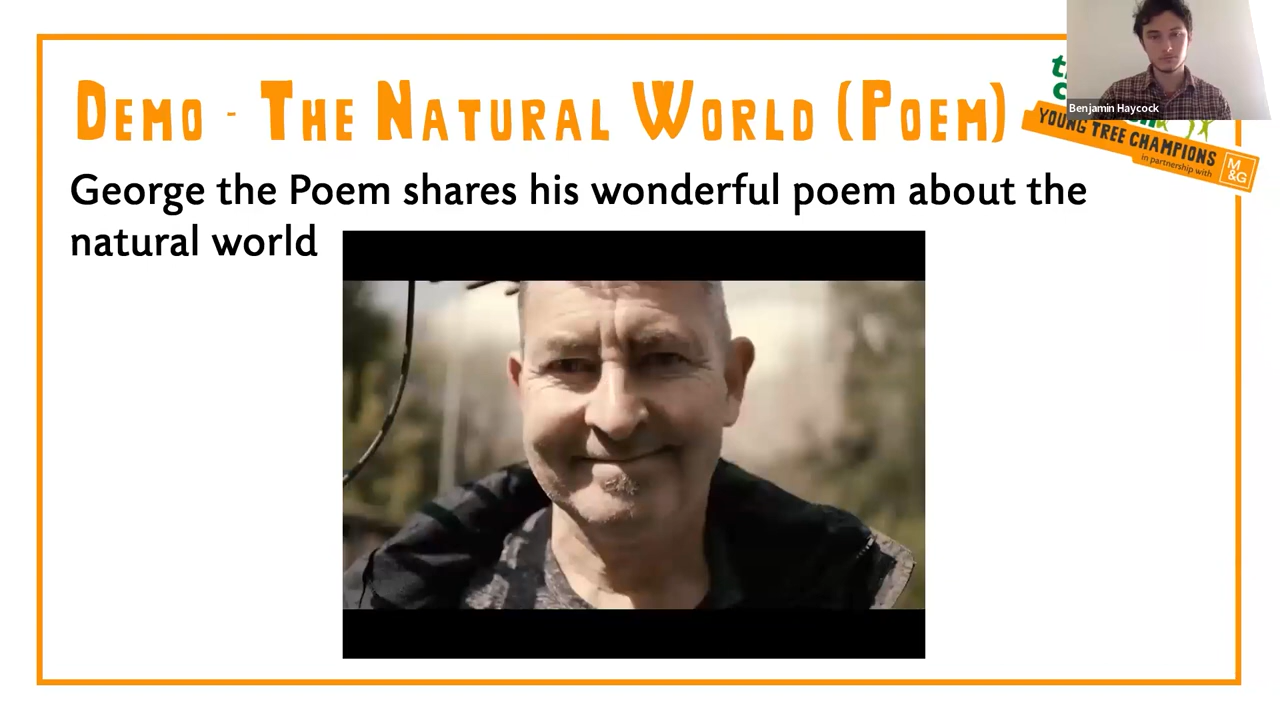 DEMO - THE NATURAL WORLD (POEM)
George the Poem shares his wonderful poem about the
natural world
Benjamin Haycock
YOUNG TREE CHAMPIONS
in partnership with
M
&G